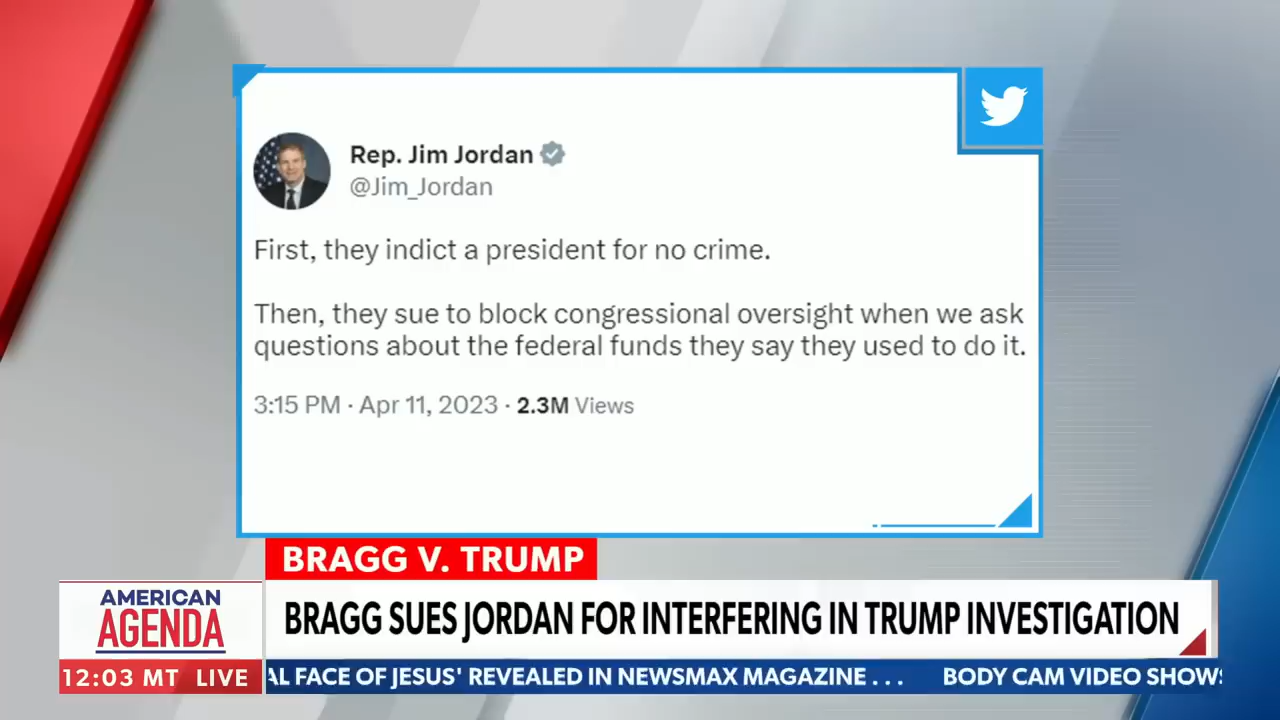 Rep. Jim Jordan
@Jim_Jordan
First, they indict a president for no crime.
Then, they sue to block congressional oversight when we ask
questions about the federal funds they say they used to do it.
3:15 PM · Apr 11, 2023 · 2.3M Views
BRAGG V. TRUMP
AMERICAN
AGENDA
BRAGG SUES JORDAN FOR INTERFERING IN TRUMP INVESTIGATION
12:03 MT LIVE
AL FACE OF JESUS' REVEALED IN NEWSMAX MAGAZINE . . . BODY CAM VIDEO SHOWS